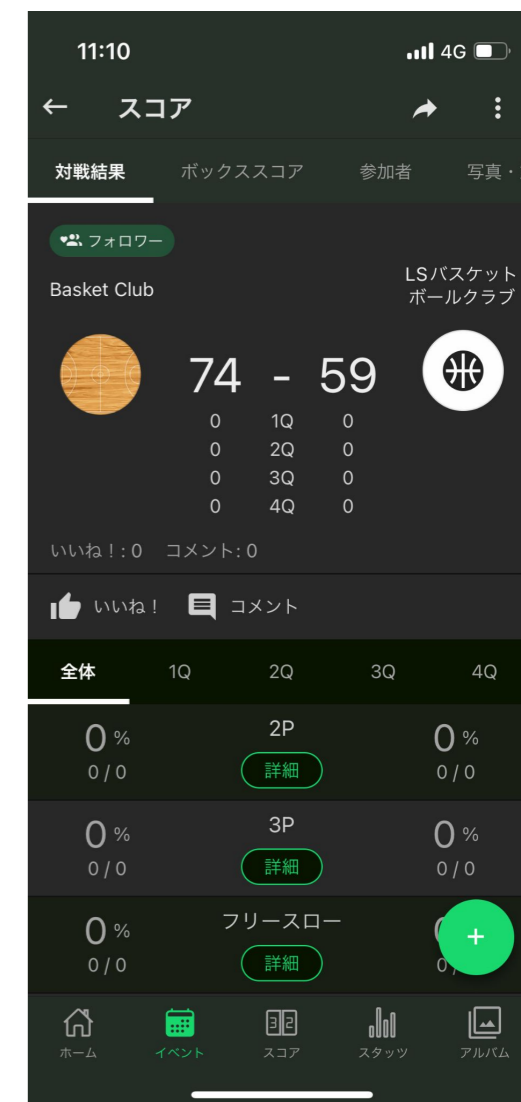 11:10
4G
スコア
対戦結果 ボックススコア 参加者 写真・
フォロワー
Basket Club
LSバスケット
ボールクラブ
74 - 59
0 1Q 0
0 2Q 0
0 3Q 0
0 4Q 0
いいね！: 0 コメント: 0
いいね！ コメント
全体 1Q 2Q 3Q 4Q
0 % 2P 0 %
0 / 0 詳細 0 / 0
0 % 3P 0 %
0 / 0 詳細 0 / 0
0 % フリースロー
0 / 0 詳細 0 /
+
ホーム イベント スコア スタッツ アルバム